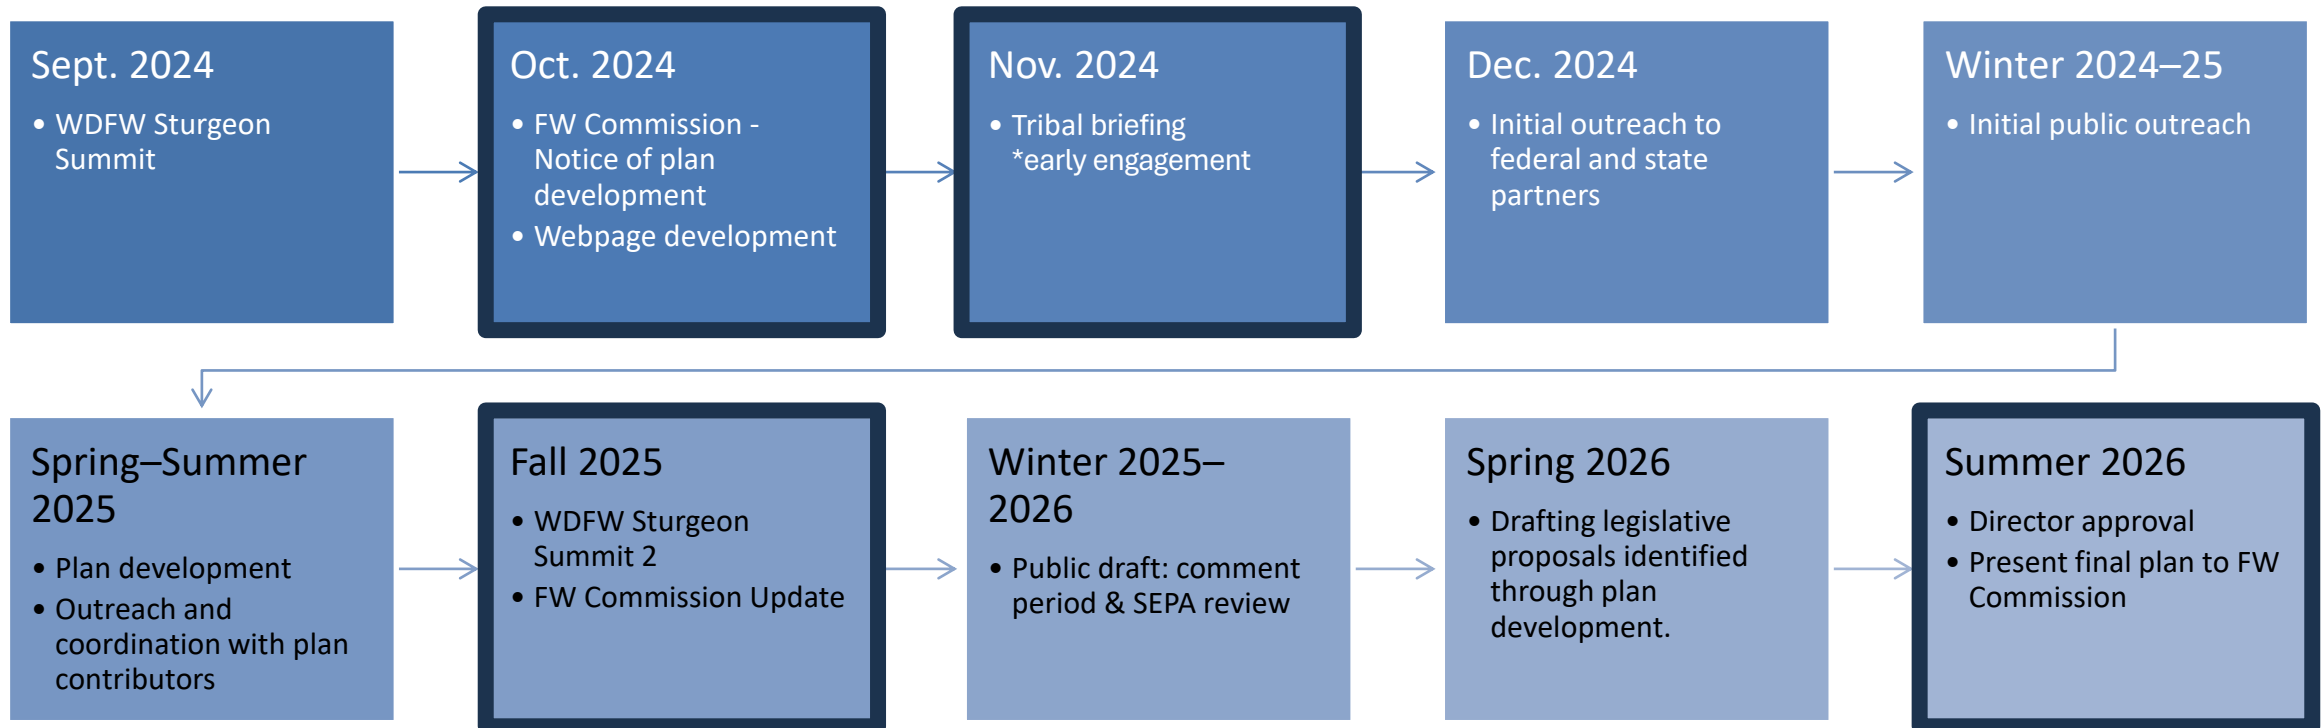 Sept. 2024
• WDFW Sturgeon
Summit
Oct. 2024
• FW Commission -
Notice of plan
development
• Webpage development
Nov. 2024
• Tribal briefing
*early engagement
Dec. 2024
• Initial outreach to
federal and state
partners
Winter 2024–25
• Initial public outreach
Spring–Summer
2025
• Plan development
• Outreach and
coordination with plan
contributors
Fall 2025
• WDFW Sturgeon
Summit 2
• FW Commission Update
Winter 2025–
2026
• Public draft: comment
period & SEPA review
Spring 2026
• Drafting legislative
proposals identified
through plan
development.
Summer 2026
• Director approval
• Present final plan to FW
Commission